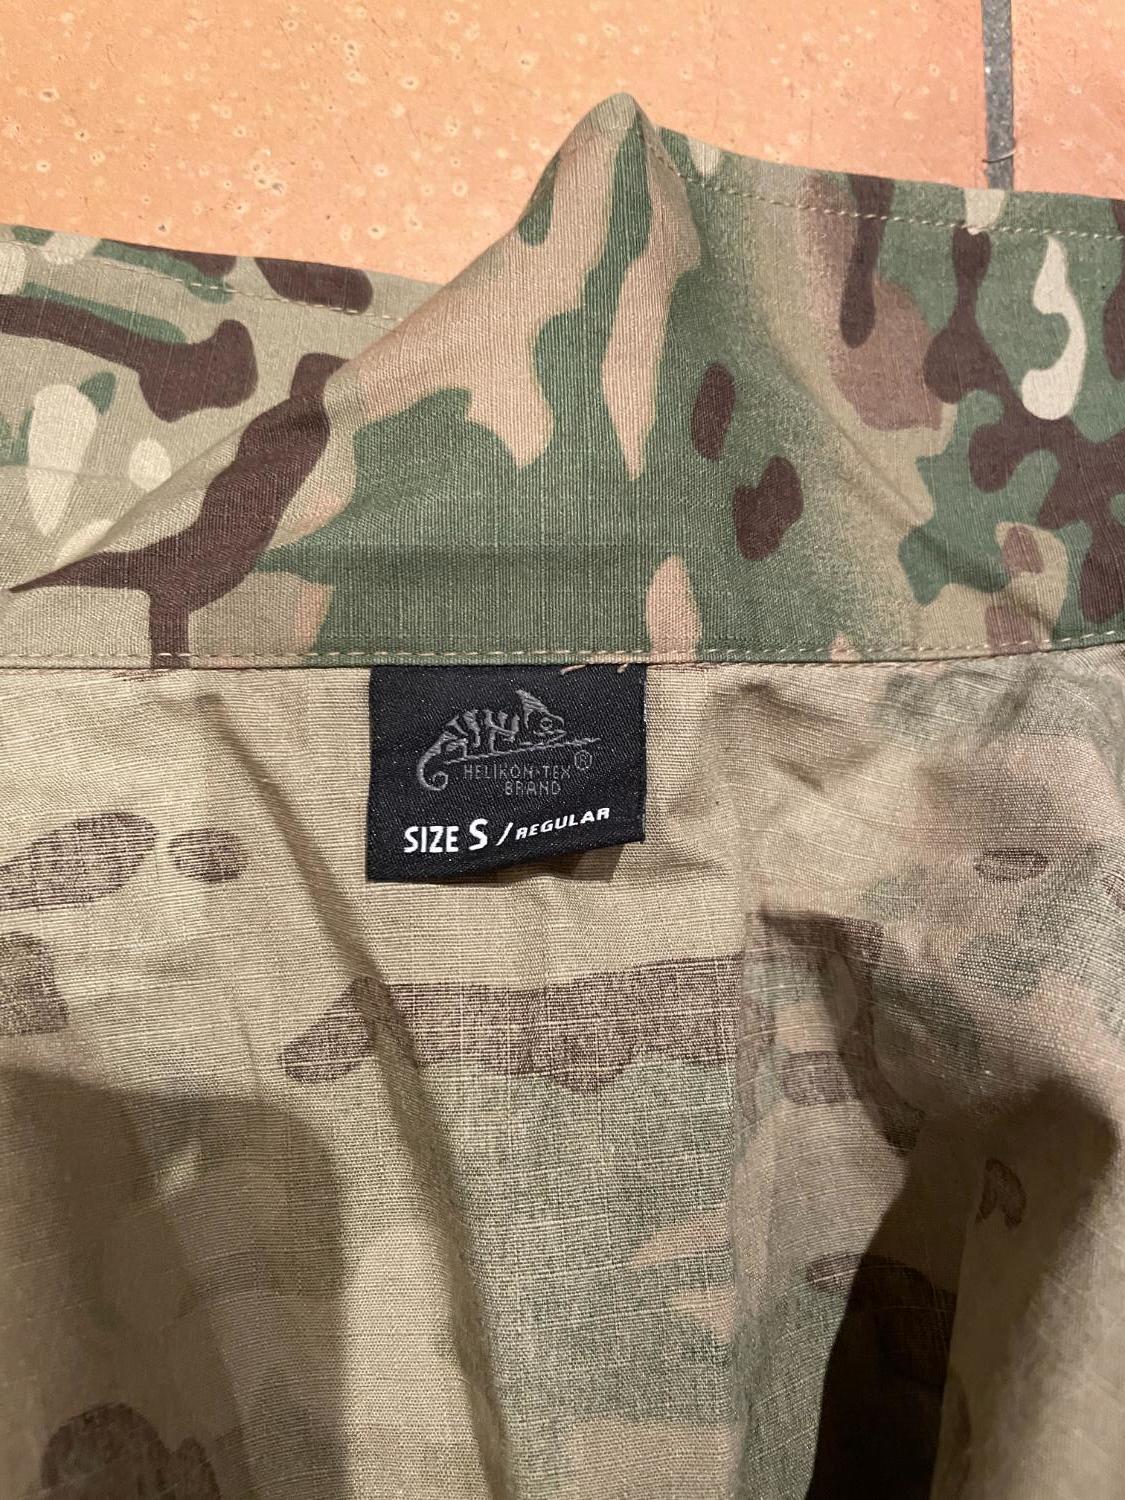 HELIKON-TEX®
BRAND
SIZE S / REGULAR